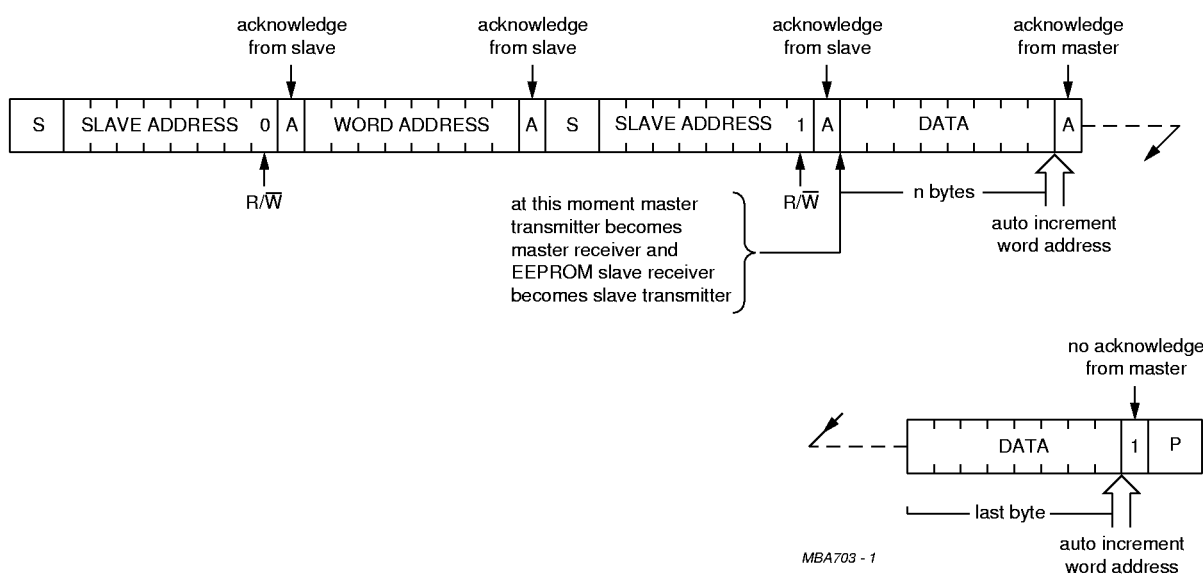 acknowledge
from slave
acknowledge
from slave
acknowledge
from slave
acknowledge
from master
S SLAVE ADDRESS 0 A WORD ADDRESS A S SLAVE ADDRESS 1 A DATA A
R/W̅
R/W̅
n bytes
at this moment master
transmitter becomes
master receiver and
EEPROM slave receiver
becomes slave transmitter
auto increment
word address
no acknowledge
from master
DATA 1 P
last byte
auto increment
word address
MBA703 - 1